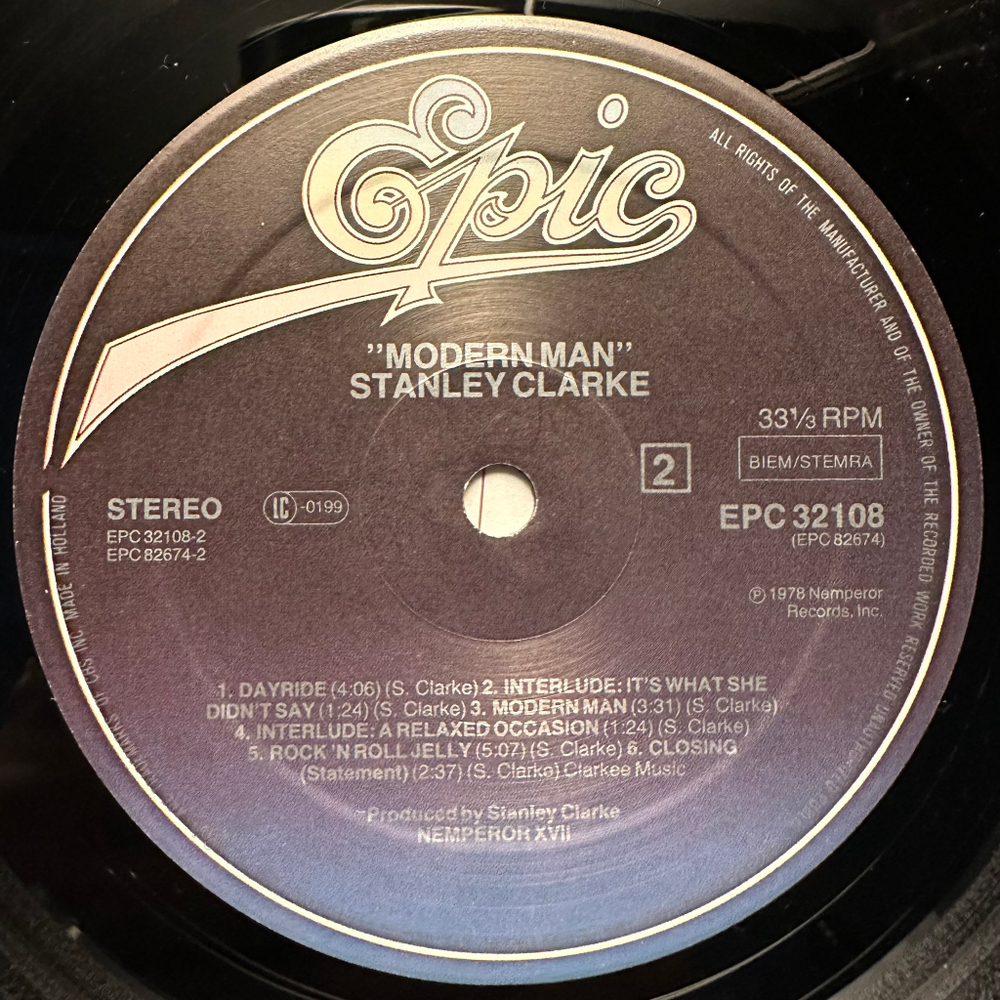 Epic
ALL RIGHTS OF THE MANUFACTURER AND OF THE OWNER OF THE RECORDED WORK RESERVED
"MODERN MAN"
STANLEY CLARKE
33⅓ RPM
BIEM/STEMRA
2
STEREO
LC-0199
EPC 32108
EPC 32108-2
(EPC 82674)
EPC 82674-2
℗ 1978 Nemperor
Records, Inc.
1. DAYRIDE (4:06) (S. Clarke) 2. INTERLUDE: IT'S WHAT SHE
DIDN'T SAY (1:24) (S. Clarke) 3. MODERN MAN (3:31) (S. Clarke)
4. INTERLUDE: A RELAXED OCCASION (1:24) (S. Clarke)
5. ROCK 'N ROLL JELLY (5:07) (S. Clarke) 6. CLOSING
(Statement) (2:37) (S. Clarke) Clarkee Music
Produced by Stanley Clarke
NEMPEROR XVII
OF CBS INC. MADE IN HOLLAND